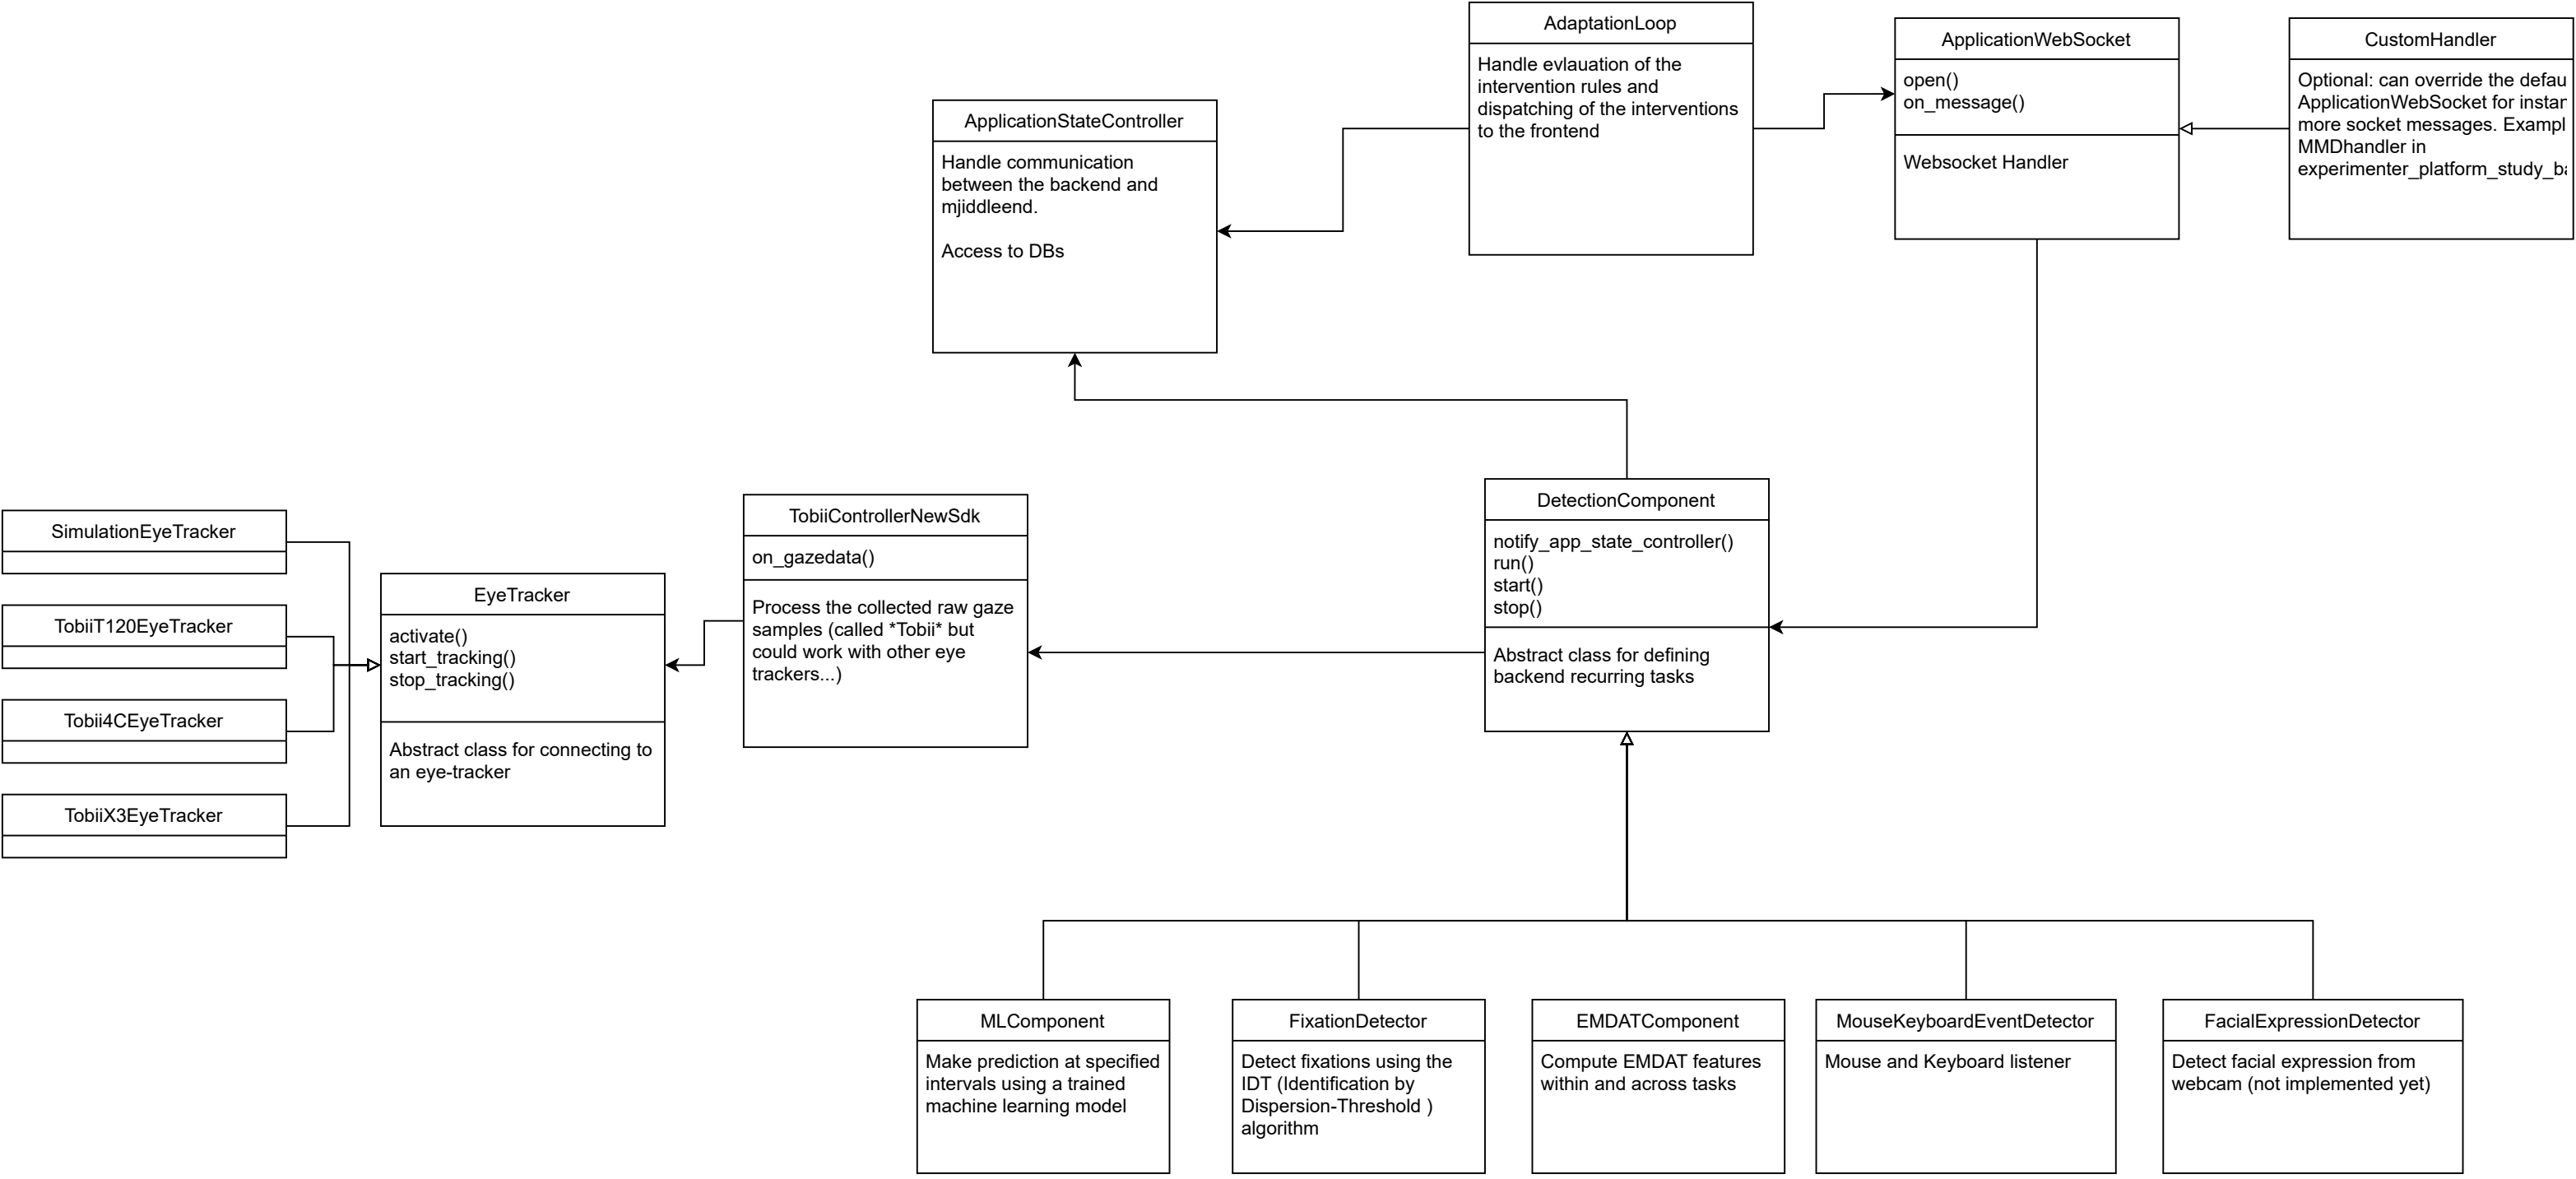 AdaptationLoop
Handle evlauation of the
intervention rules and
dispatching of the interventions
to the frontend
ApplicationWebSocket
open()
on_message()
Websocket Handler
CustomHandler
Optional: can override the defau
ApplicationWebSocket for instan
more socket messages. Exampl
MMDhandler in
experimenter_platform_study_ba
ApplicationStateController
Handle communication
between the backend and
mjiddleend.
Access to DBs
DetectionComponent
notify_app_state_controller()
run()
start()
stop()
Abstract class for defining
backend recurring tasks
TobiiControllerNewSdk
on_gazedata()
Process the collected raw gaze
samples (called *Tobii* but
could work with other eye
trackers...)
EyeTracker
activate()
start_tracking()
stop_tracking()
Abstract class for connecting to
an eye-tracker
SimulationEyeTracker
TobiiT120EyeTracker
Tobii4CEyeTracker
TobiiX3EyeTracker
MLComponent
Make prediction at specified
intervals using a trained
machine learning model
FixationDetector
Detect fixations using the
IDT (Identification by
Dispersion-Threshold )
algorithm
EMDATComponent
Compute EMDAT features
within and across tasks
MouseKeyboardEventDetector
Mouse and Keyboard listener
FacialExpressionDetector
Detect facial expression from
webcam (not implemented yet)